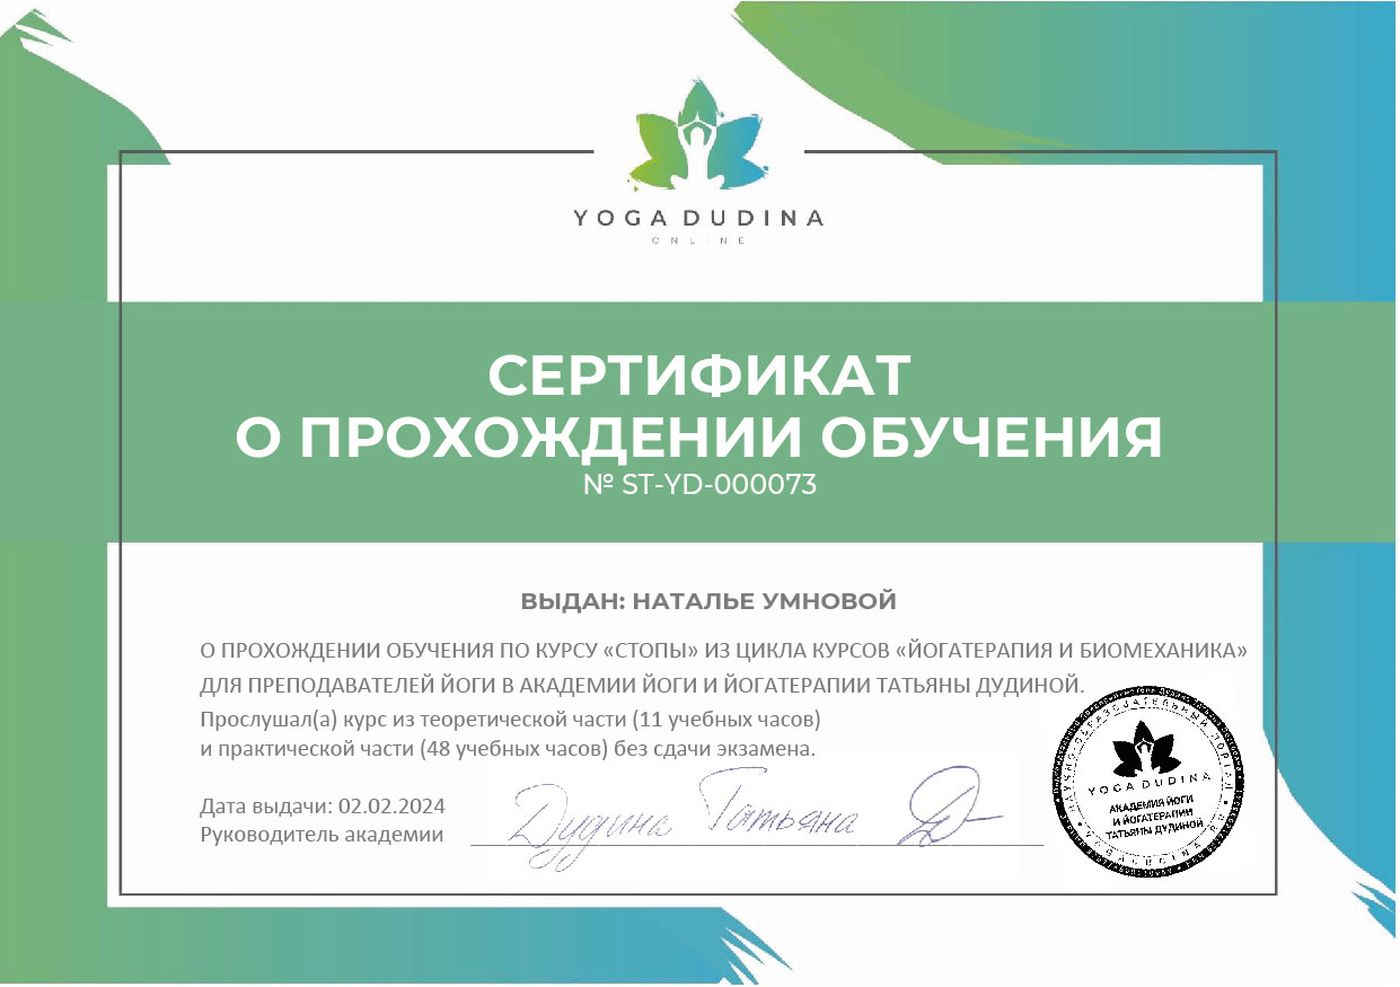 YOGA DUDINA
ONLINE
СЕРТИФИКАТ
О ПРОХОЖДЕНИИ ОБУЧЕНИЯ
№ ST-YD-000073
ВЫДАН: НАТАЛЬЕ УМНОВОЙ
О ПРОХОЖДЕНИИ ОБУЧЕНИЯ ПО КУРСУ «СТОПЫ» ИЗ ЦИКЛА КУРСОВ «ЙОГАТЕРАПИЯ И БИОМЕХАНИКА»
ДЛЯ ПРЕПОДАВАТЕЛЕЙ ЙОГИ В АКАДЕМИИ ЙОГИ И ЙОГАТЕРАПИИ ТАТЬЯНЫ ДУДИНОЙ.
Прослушал(а) курс из теоретической части (11 учебных часов)
и практической части (48 учебных часов) без сдачи экзамена.
Дата выдачи: 02.02.2024
Руководитель академии
Дудина Татьяна
YOGA DUDINA
АКАДЕМИЯ ЙОГИ
И ЙОГАТЕРАПИИ
ТАТЬЯНЫ ДУДИНОЙ